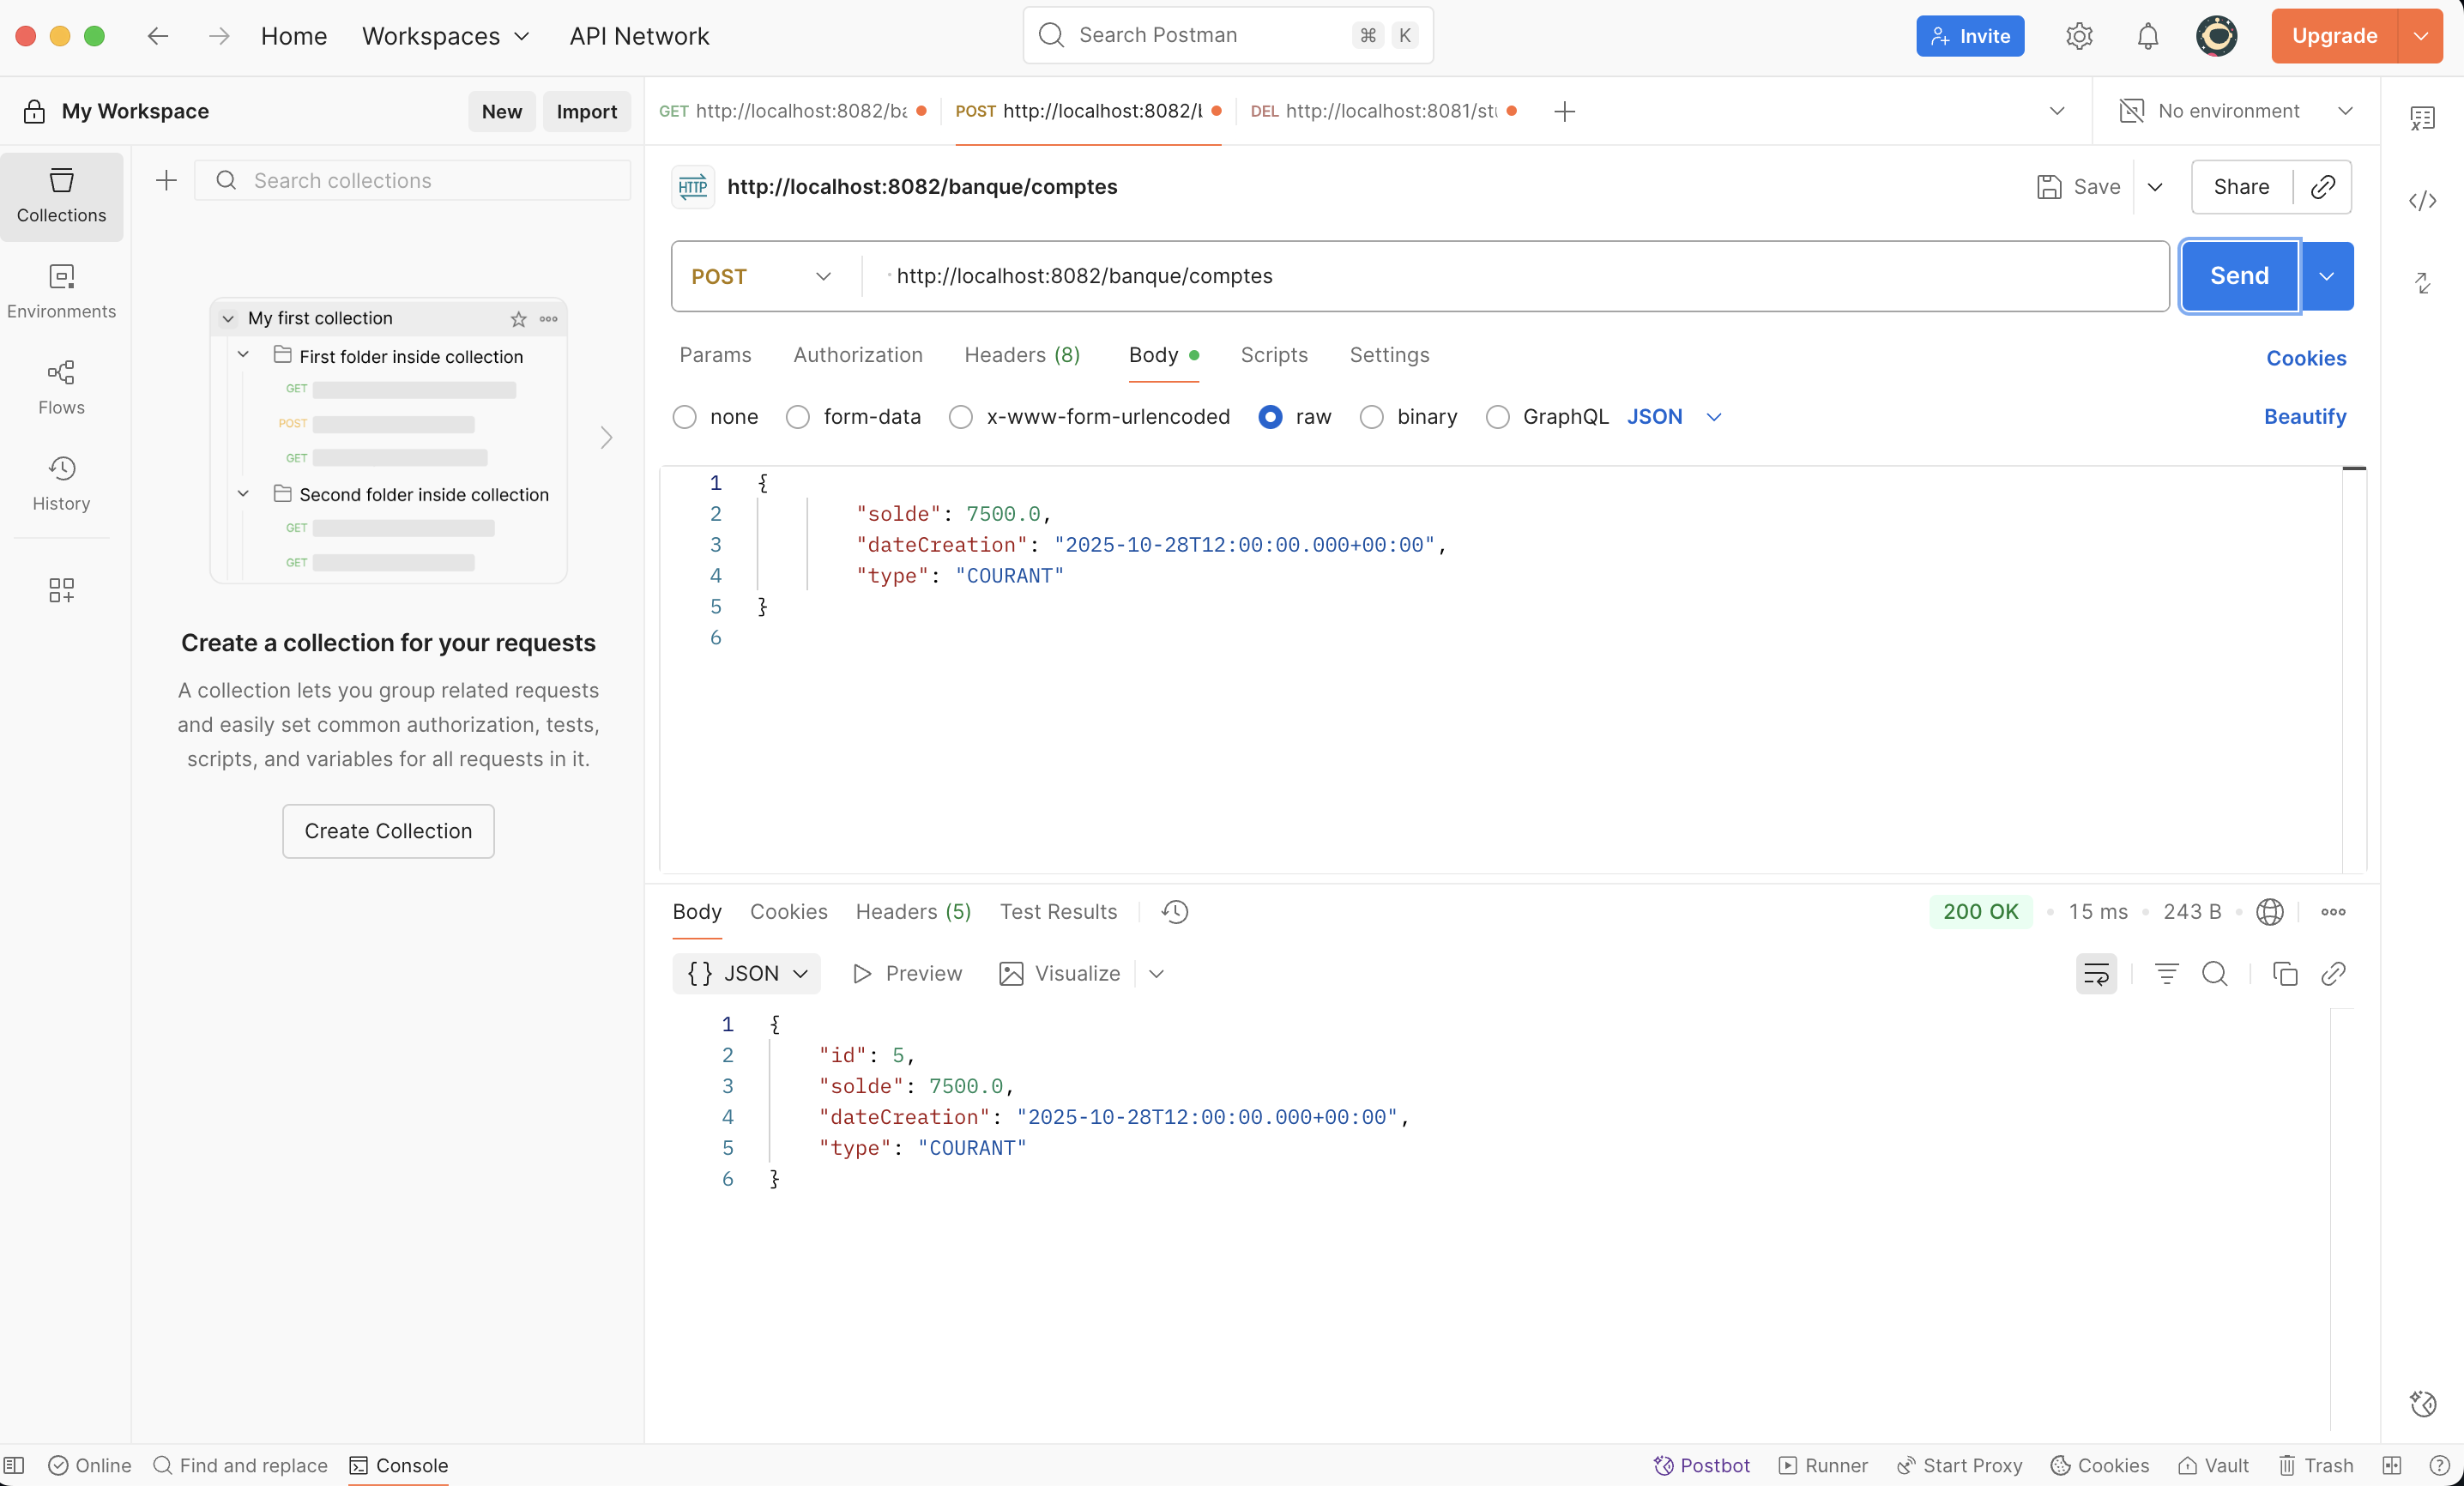 Home Workspaces API Network Search Postman ⌘ K Invite Upgrade
My Workspace New Import GET http://localhost:8082/ba POST http://localhost:8082/b DEL http://localhost:8081/stu No environment
Collections
Environments
Flows
History
Search collections
My first collection
First folder inside collection
GET
POST
GET
Second folder inside collection
GET
GET
Create a collection for your requests
A collection lets you group related requests
and easily set common authorization, tests,
scripts, and variables for all requests in it.
Create Collection
HTTP http://localhost:8082/banque/comptes Save Share
POST http://localhost:8082/banque/comptes Send
Params Authorization Headers (8) Body Scripts Settings Cookies
none form-data x-www-form-urlencoded raw binary GraphQL JSON Beautify
1 {
2 "solde": 7500.0,
3 "dateCreation": "2025-10-28T12:00:00.000+00:00",
4 "type": "COURANT"
5 }
6
Body Cookies Headers (5) Test Results 200 OK 15 ms 243 B
{} JSON Preview Visualize
1 {
2 "id": 5,
3 "solde": 7500.0,
4 "dateCreation": "2025-10-28T12:00:00.000+00:00",
5 "type": "COURANT"
6 }
Online Find and replace Console Postbot Runner Start Proxy Cookies Vault Trash